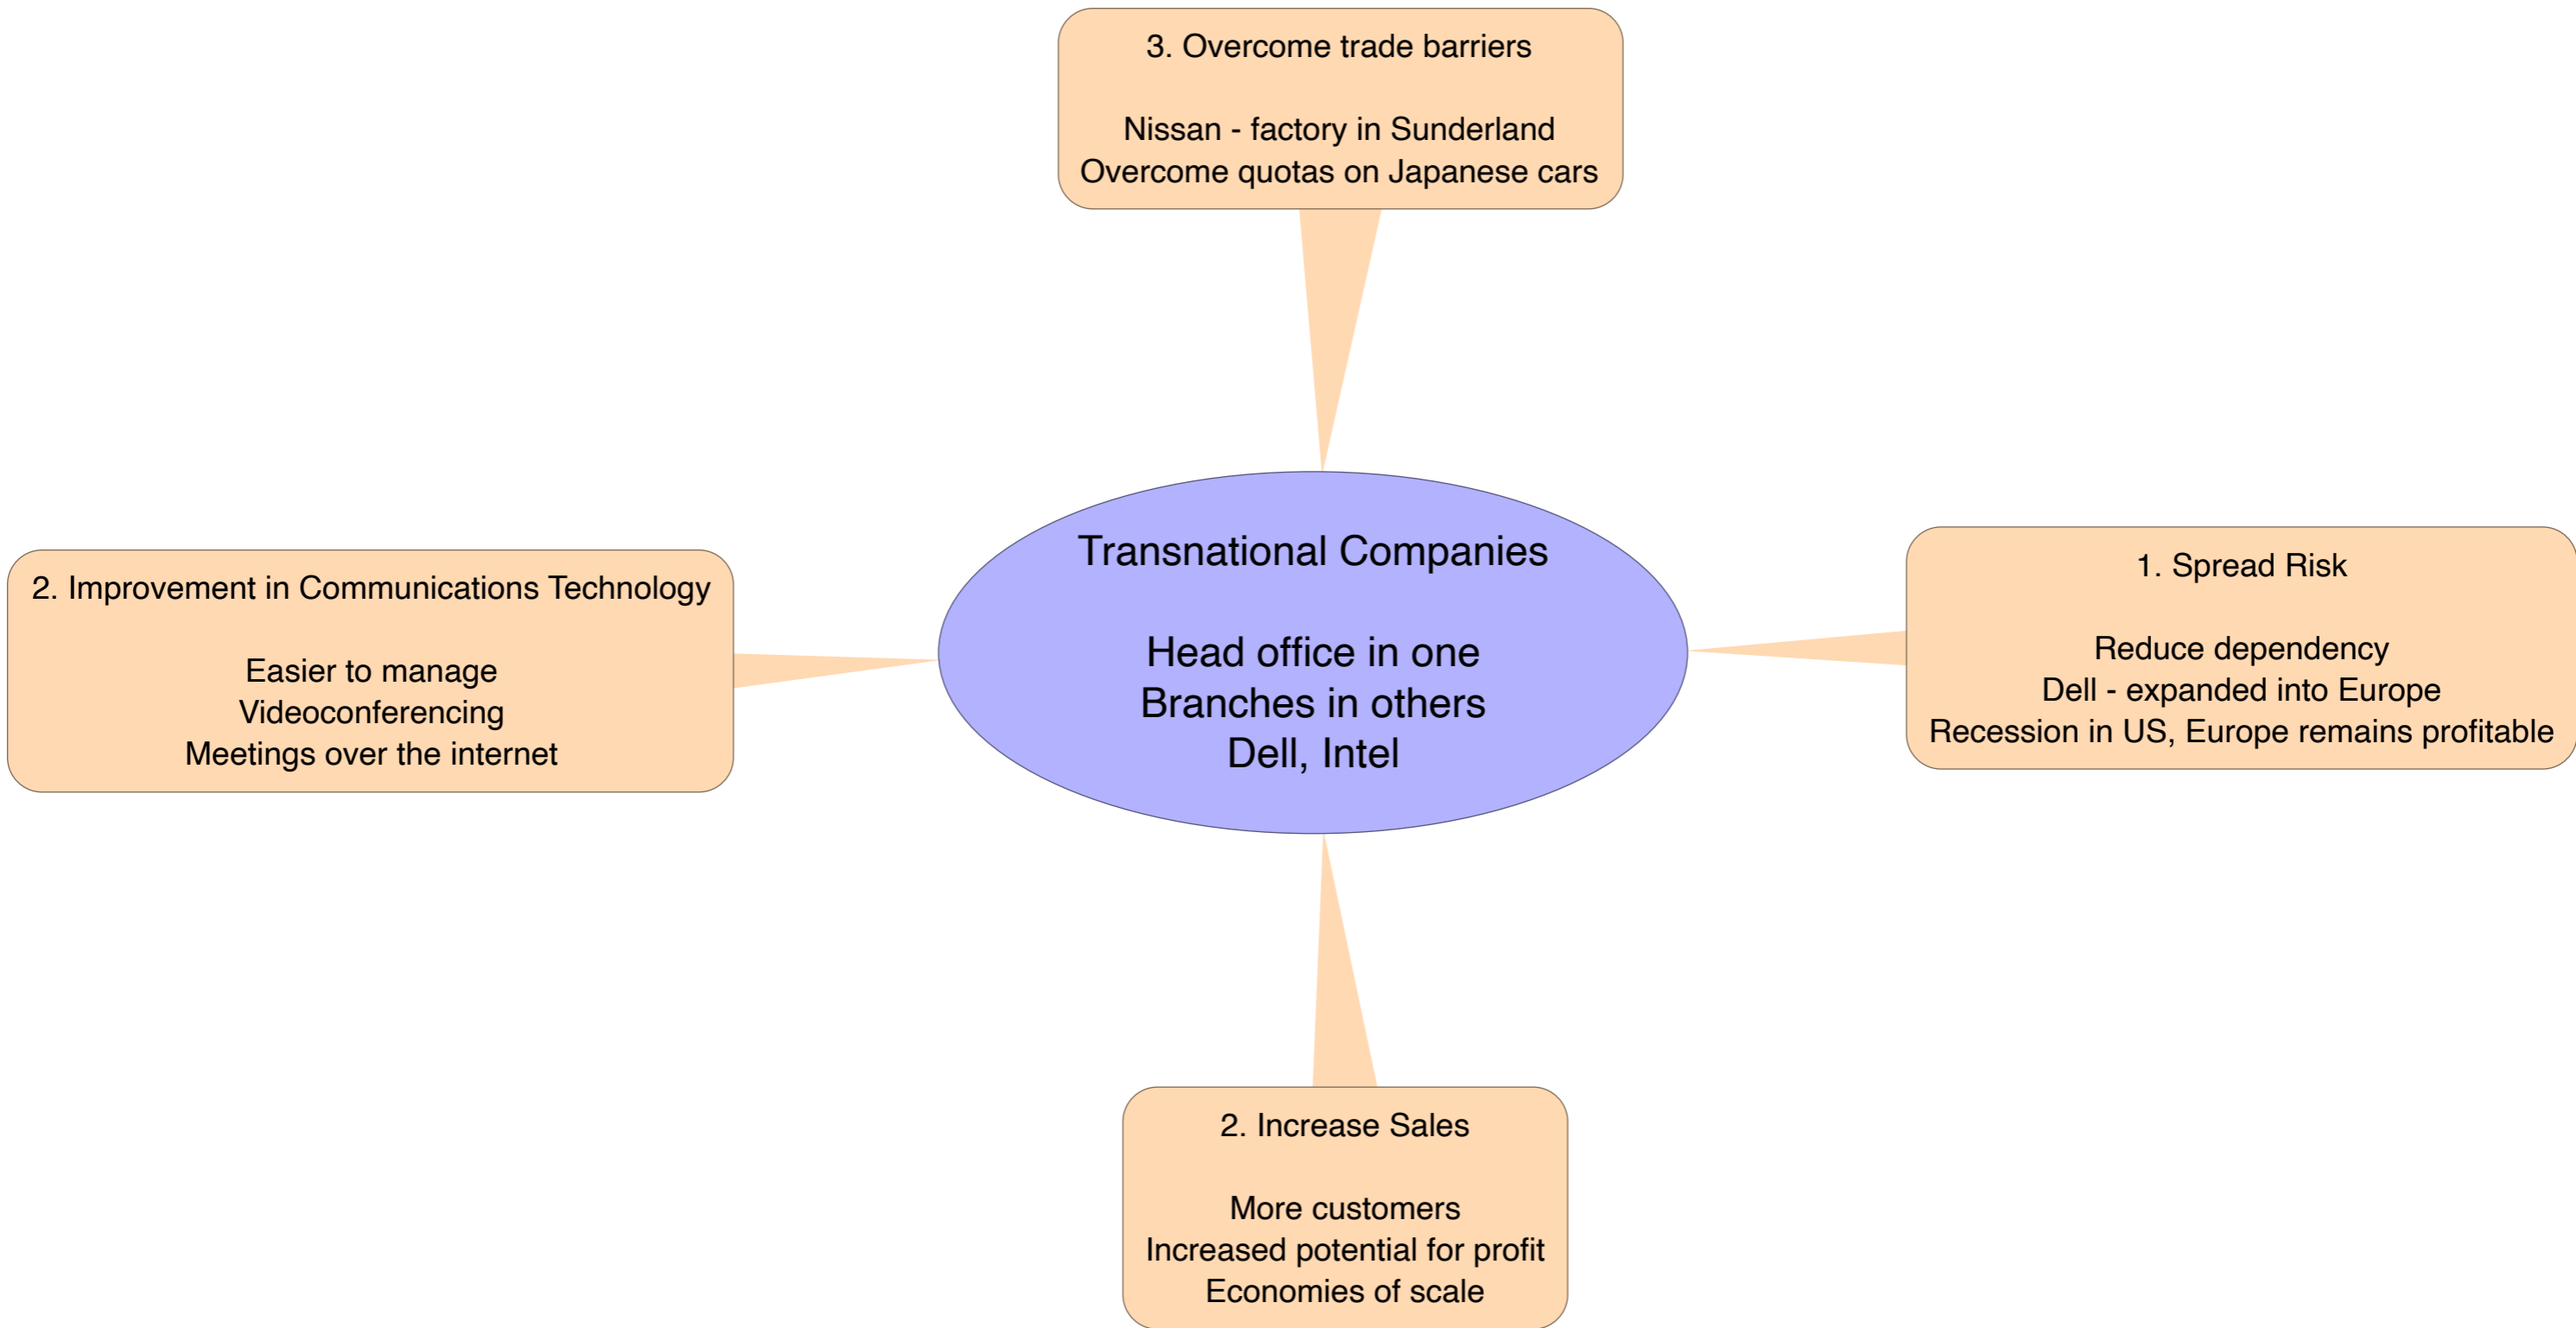 3. Overcome trade barriers
Nissan - factory in Sunderland
Overcome quotas on Japanese cars
Transnational Companies
Head office in one
Branches in others
Dell, Intel
2. Improvement in Communications Technology
Easier to manage
Videoconferencing
Meetings over the internet
1. Spread Risk
Reduce dependency
Dell - expanded into Europe
Recession in US, Europe remains profitable
2. Increase Sales
More customers
Increased potential for profit
Economies of scale